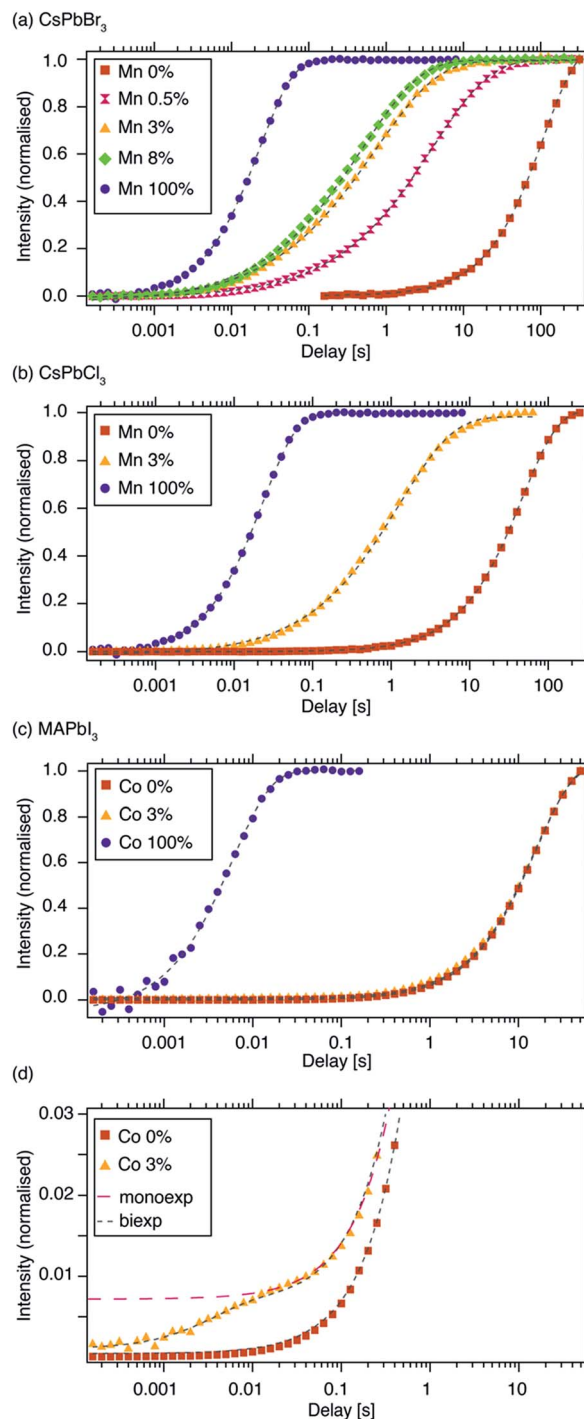 (a) CsPbBr3
1.0
0.8
0.6
0.4
0.2
0.0
Intensity (normalised)
Mn 0%
Mn 0.5%
Mn 3%
Mn 8%
Mn 100%
0.001
0.01
0.1
1
10
100
Delay [s]
(b) CsPbCl3
1.0
0.8
0.6
0.4
0.2
0.0
Intensity (normalised)
Mn 0%
Mn 3%
Mn 100%
0.001
0.01
0.1
1
10
100
Delay [s]
(c) MAPbI3
1.0
0.8
0.6
0.4
0.2
0.0
Intensity (normalised)
Co 0%
Co 3%
Co 100%
0.001
0.01
0.1
1
10
Delay [s]
(d)
0.03
0.02
0.01
Intensity (normalised)
Co 0%
Co 3%
monoexp
biexp
0.001
0.01
0.1
1
10
Delay [s]